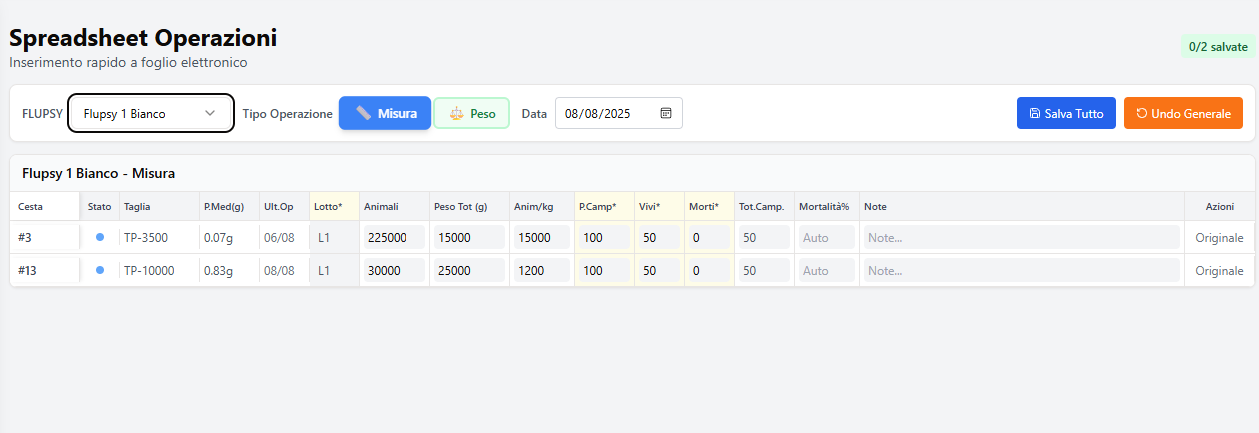 Spreadsheet Operazioni
Inserimento rapido a foglio elettronico
0/2 salvate
FLUPSY Flupsy 1 Bianco Tipo Operazione Misura Peso Data 08/08/2025 Salva Tutto Undo Generale
Flupsy 1 Bianco - Misura
Cesta Stato Taglia P.Med(g) Ult.Op Lotto* Animali Peso Tot (g) Anim/kg P.Camp* Vivi* Morti* Tot.Camp. Mortalità% Note Azioni
#3 TP-3500 0.07g 06/08 L1 225000 15000 15000 100 50 0 50 Auto Note... Originale
#13 TP-10000 0.83g 08/08 L1 30000 25000 1200 100 50 0 50 Auto Note... Originale